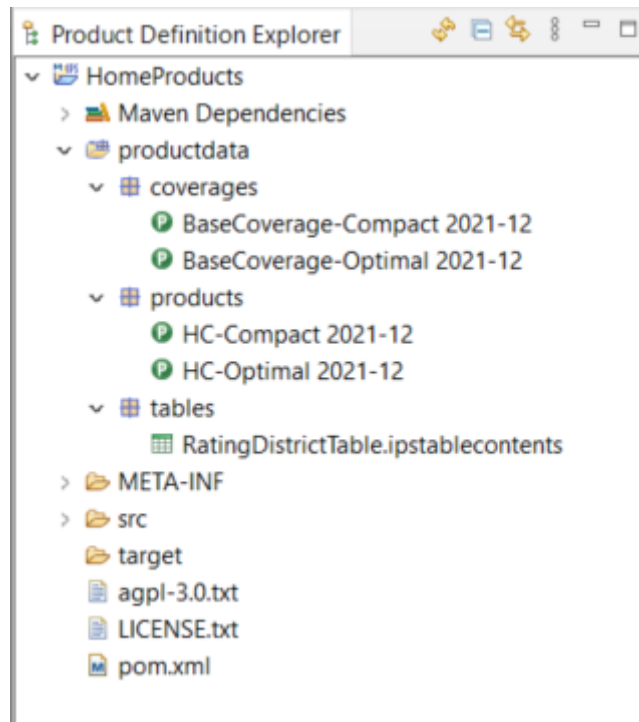 Product Definition Explorer
HomeProducts
Maven Dependencies
productdata
coverages
BaseCoverage-Compact 2021-12
BaseCoverage-Optimal 2021-12
products
HC-Compact 2021-12
HC-Optimal 2021-12
tables
RatingDistrictTable.ipstablecontents
META-INF
src
target
agpl-3.0.txt
LICENSE.txt
pom.xml